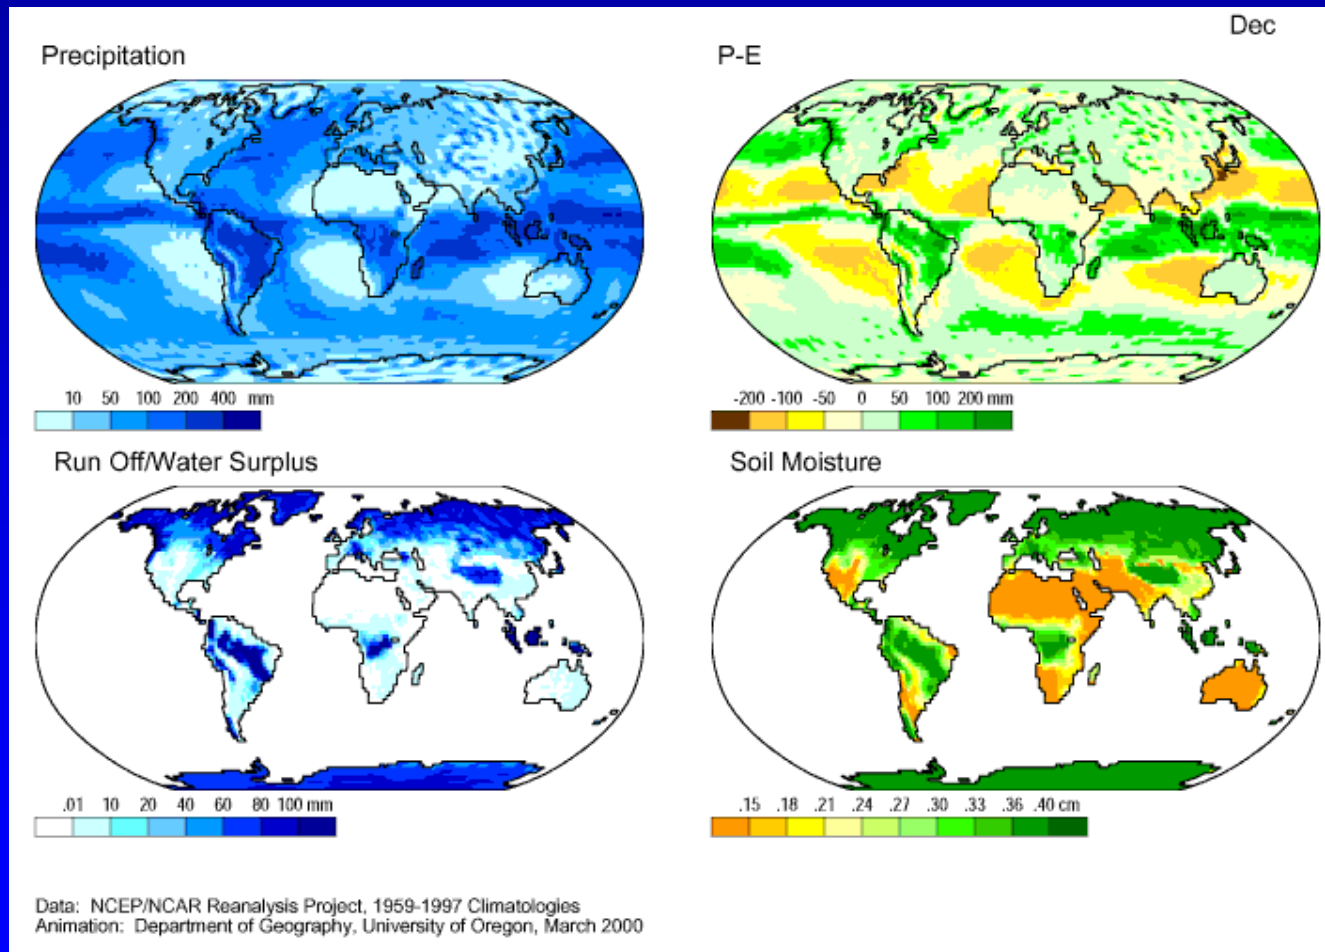 Dec
Precipitation
P-E
10 50 100 200 400 mm
-200 -100 -50 0 50 100 200 mm
Run Off/Water Surplus
Soil Moisture
.01 10 20 40 60 80 100 mm
.15 .18 .21 .24 .27 .30 .33 .36 .40 cm
Data: NCEP/NCAR Reanalysis Project, 1959-1997 Climatologies
Animation: Department of Geography, University of Oregon, March 2000